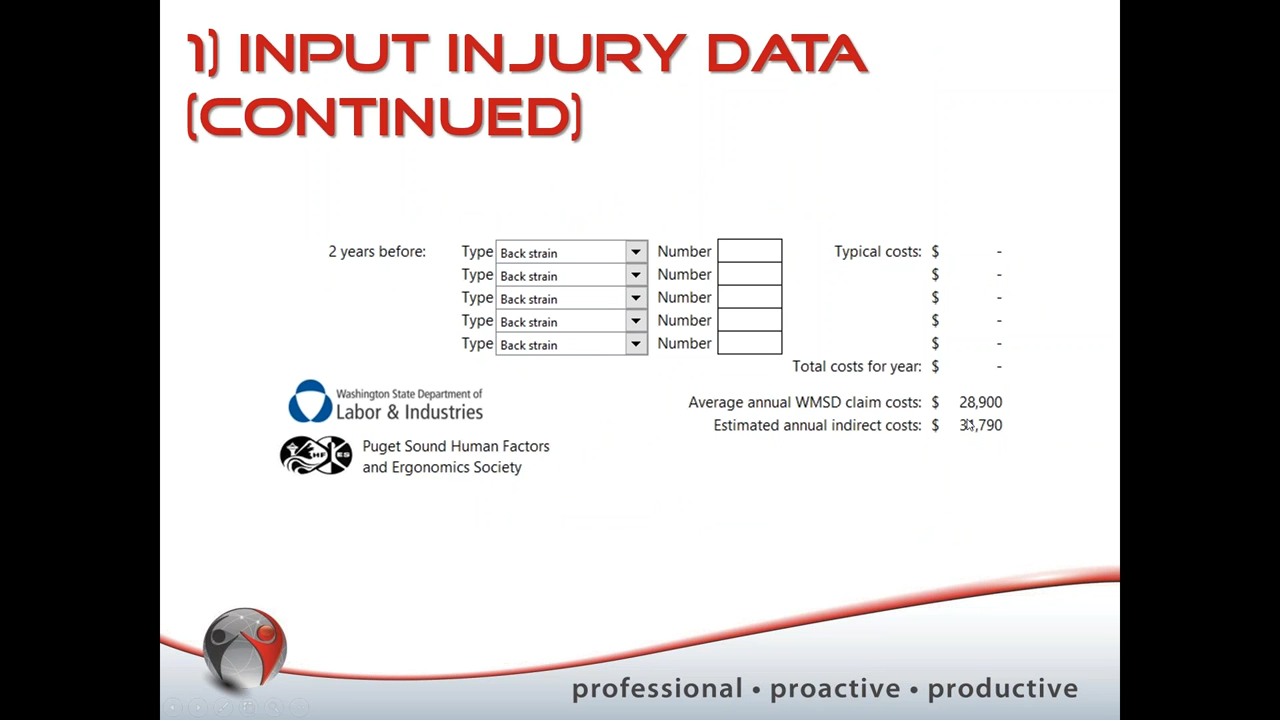 1) INPUT INJURY DATA
(CONTINUED)
2 years before: Type Back strain Number Typical costs: $ -
Type Back strain Number $ -
Type Back strain Number $ -
Type Back strain Number $ -
Type Back strain Number $ -
Total costs for year: $ -
Average annual WMSD claim costs: $ 28,900
Estimated annual indirect costs: $
Washington State Department of
Labor & Industries
HF ES
Puget Sound Human Factors
and Ergonomics Society
professional • proactive • productive